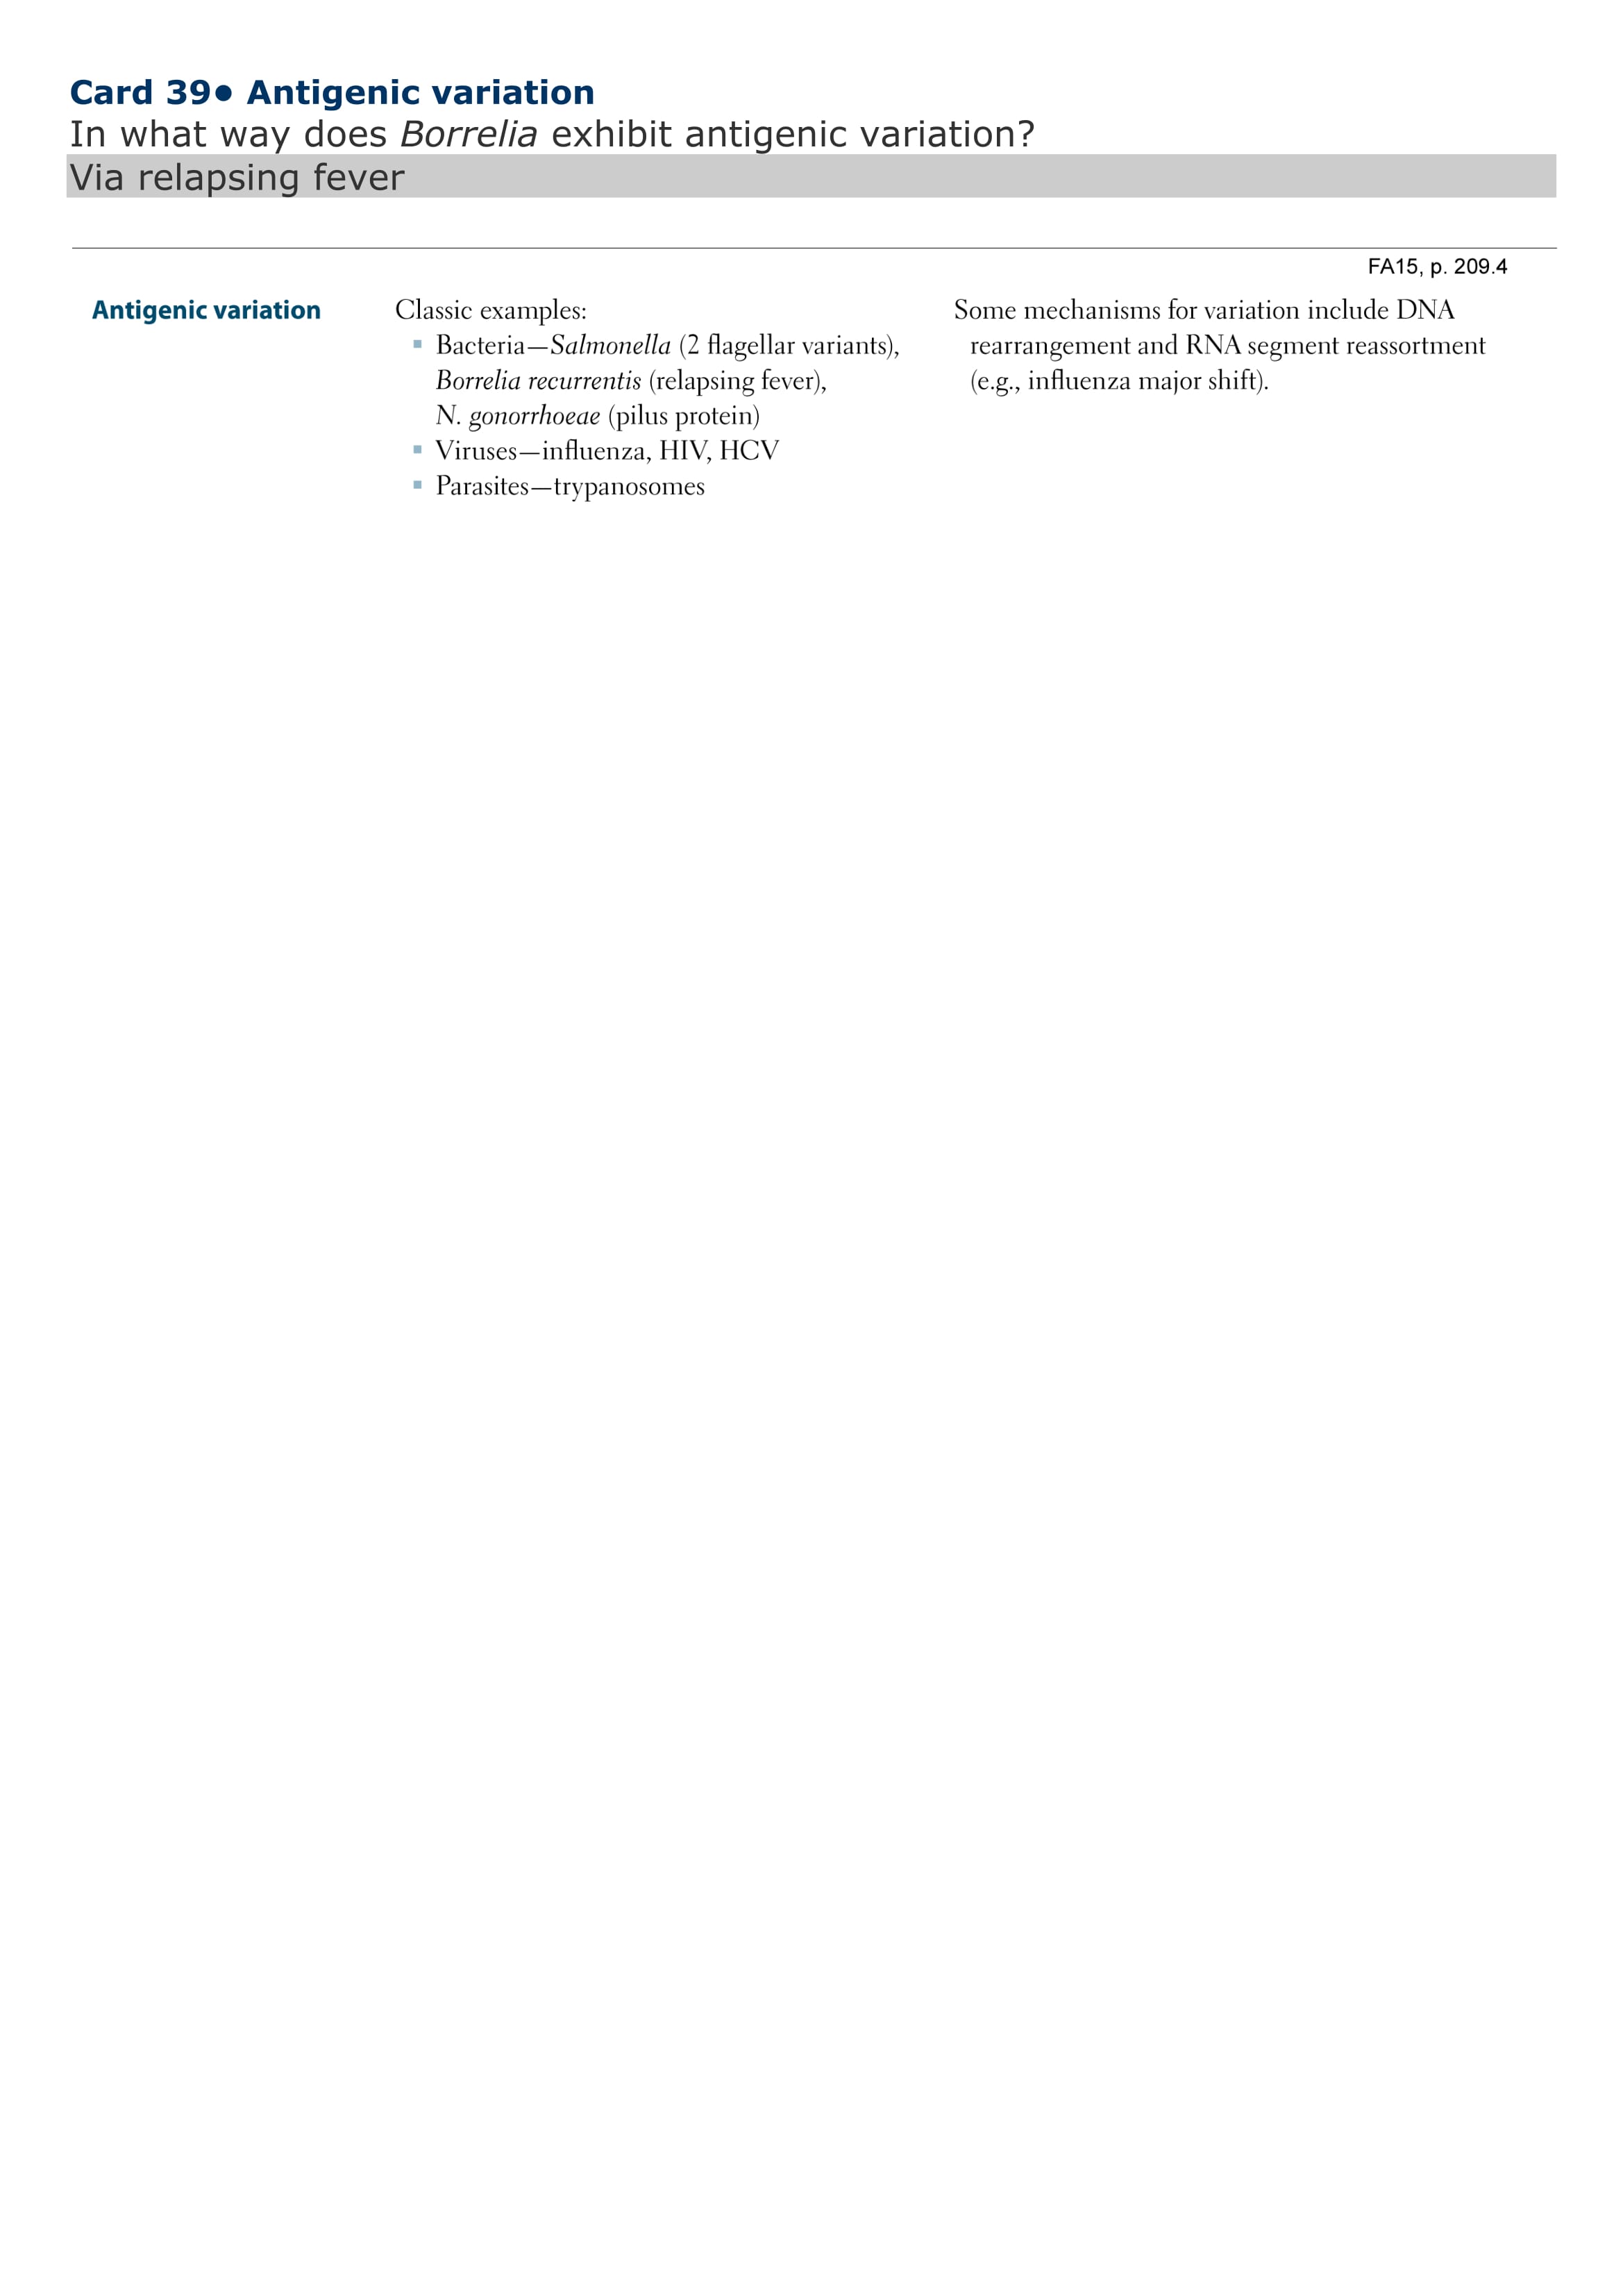 Card 39• Antigenic variation
In what way does Borrelia exhibit antigenic variation?
Via relapsing fever
FA15, p. 209.4
Antigenic variation
Classic examples:
▪ Bacteria—Salmonella (2 flagellar variants),
Borrelia recurrentis (relapsing fever),
N. gonorrhoeae (pilus protein)
▪ Viruses—influenza, HIV, HCV
▪ Parasites—trypanosomes
Some mechanisms for variation include DNA
rearrangement and RNA segment reassortment
(e.g., influenza major shift).